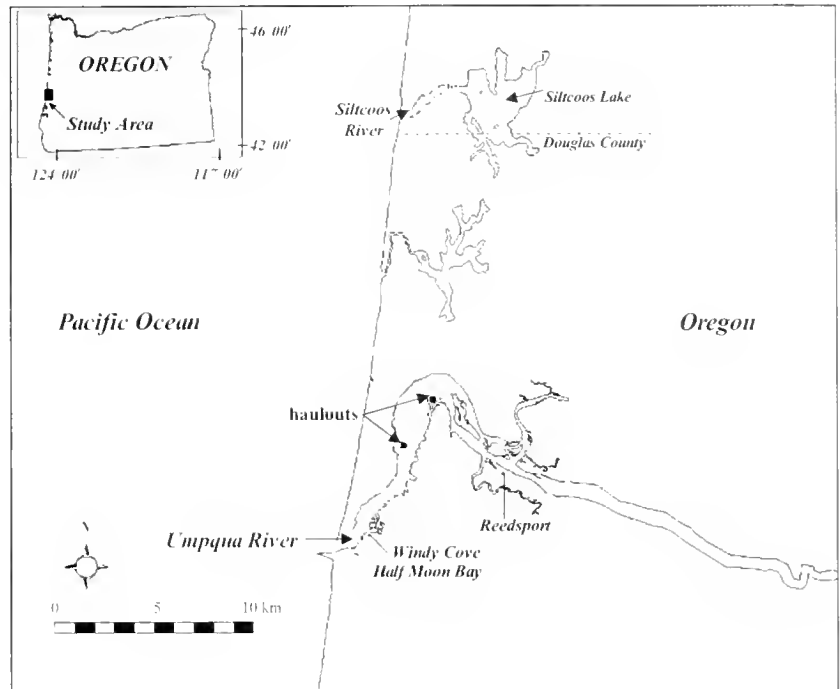 46 00'
OREGON
Study Area
42 00'
124 00'
117 00'
Siltcoos
River
Siltcoos Lake
Douglas County
Pacific Ocean
Oregon
haulouts
Reedsport
Umpqua River
Windy Cove
Half Moon Bay
0 5 10 km